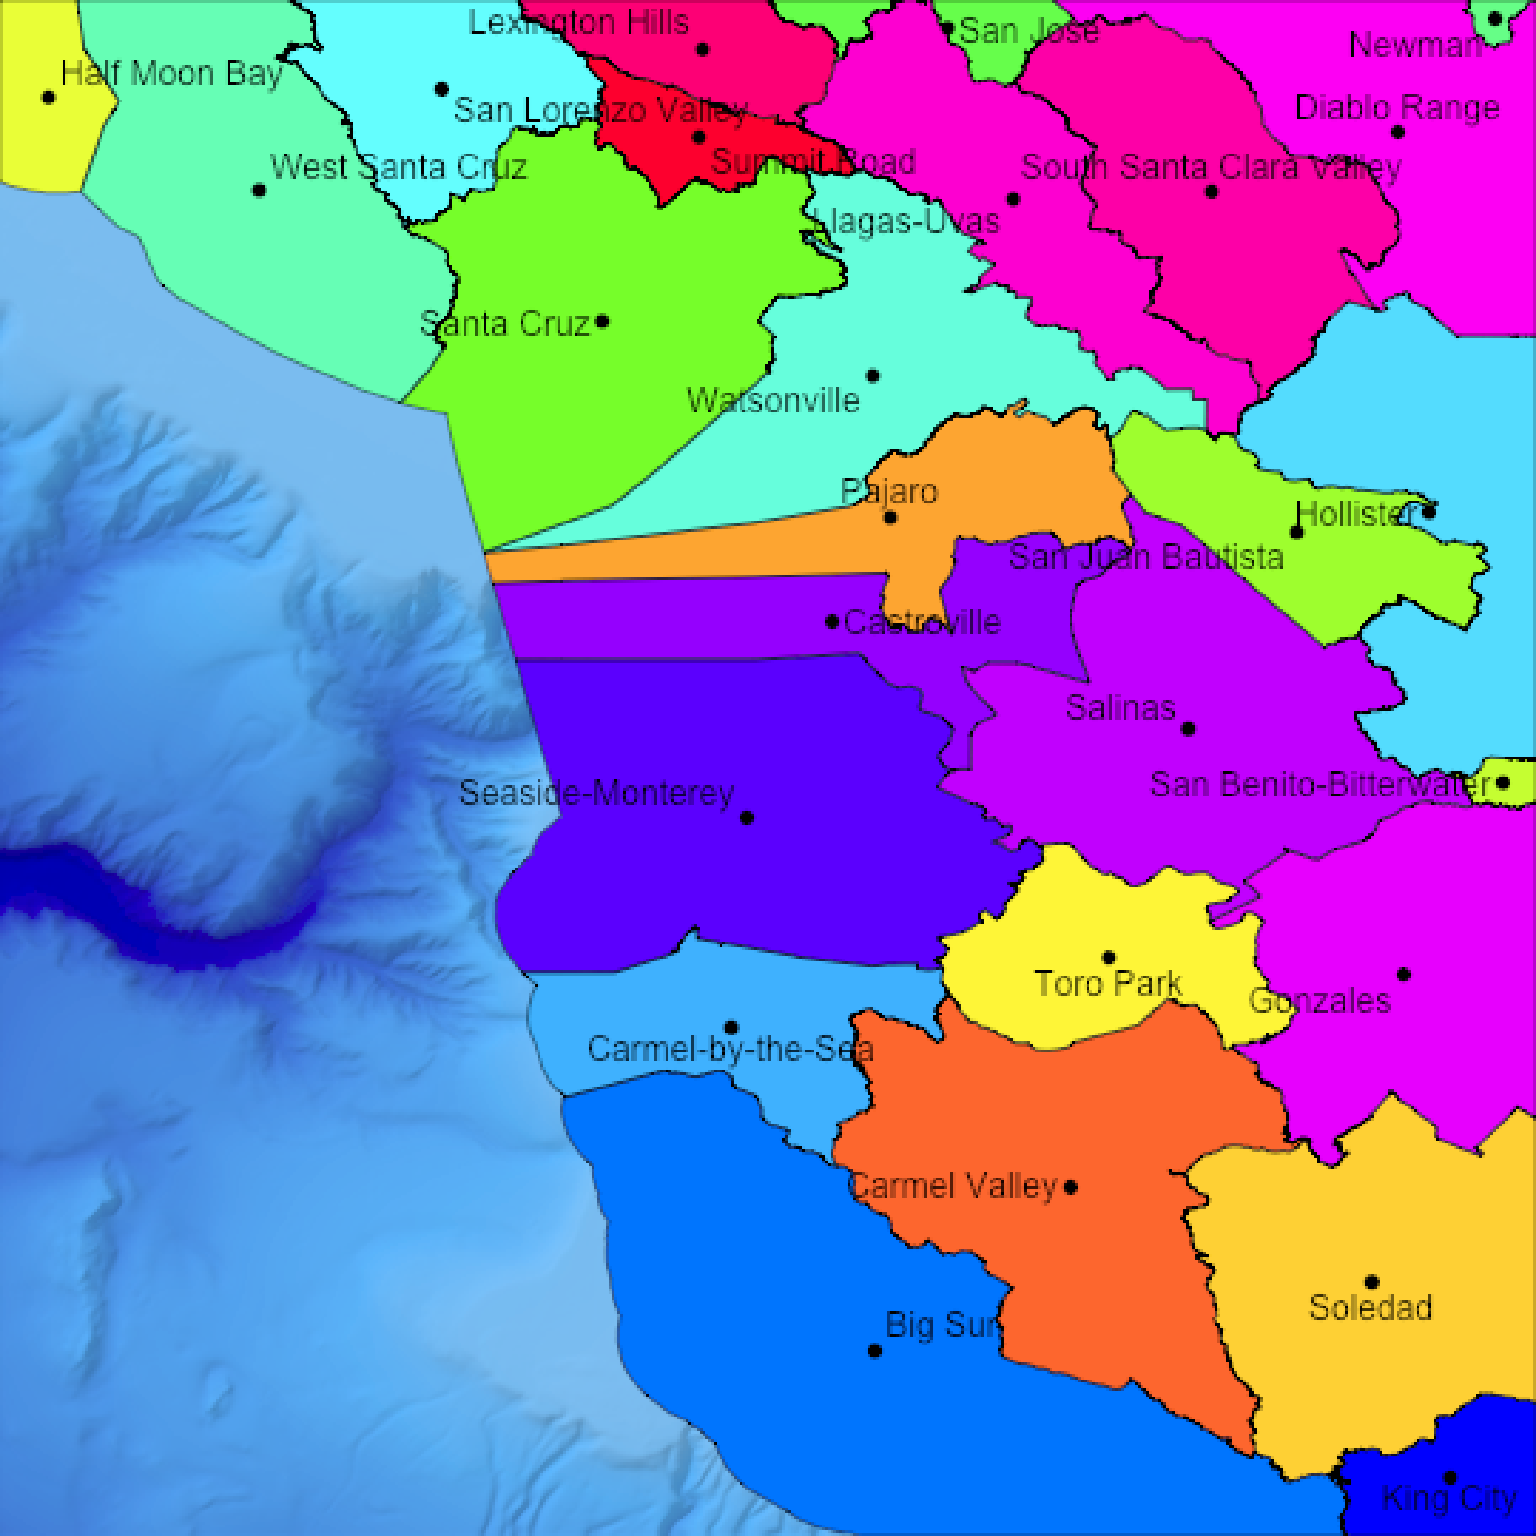 Lexington Hills
San Jose
Newman
Half Moon Bay
San Lorenzo Valley
Diablo Range
West Santa Cruz
Summit Road
South Santa Clara Valley
Llagas-Uvas
Santa Cruz
Watsonville
Pajaro
Hollister
San Juan Bautista
Castroville
Salinas
San Benito-Bitterwater
Seaside-Monterey
Toro Park
Gonzales
Carmel-by-the-Sea
Carmel Valley
Soledad
Big Sur
King City